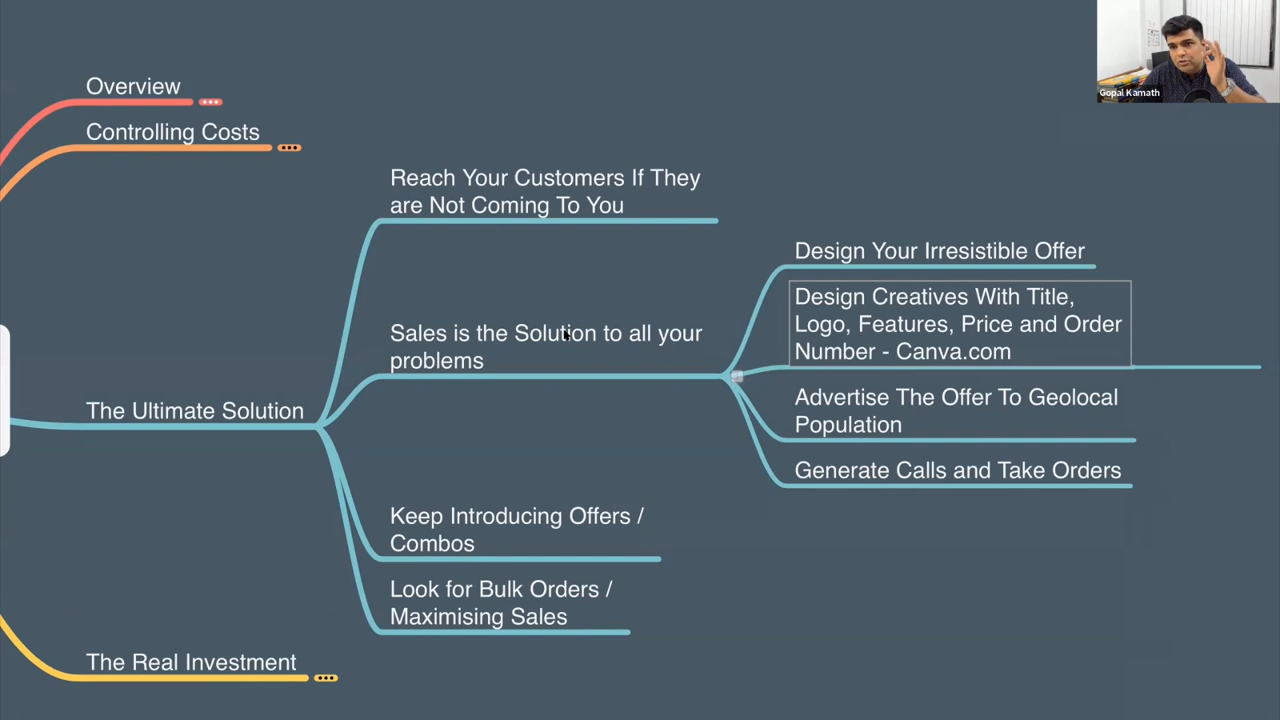 Overview
Controlling Costs
The Ultimate Solution
The Real Investment
Reach Your Customers If They
are Not Coming To You
Sales is the Solution to all your
problems
Keep Introducing Offers /
Combos
Look for Bulk Orders /
Maximising Sales
Design Your Irresistible Offer
Design Creatives With Title,
Logo, Features, Price and Order
Number - Canva.com
Advertise The Offer To Geolocal
Population
Generate Calls and Take Orders
Gopal Kamath